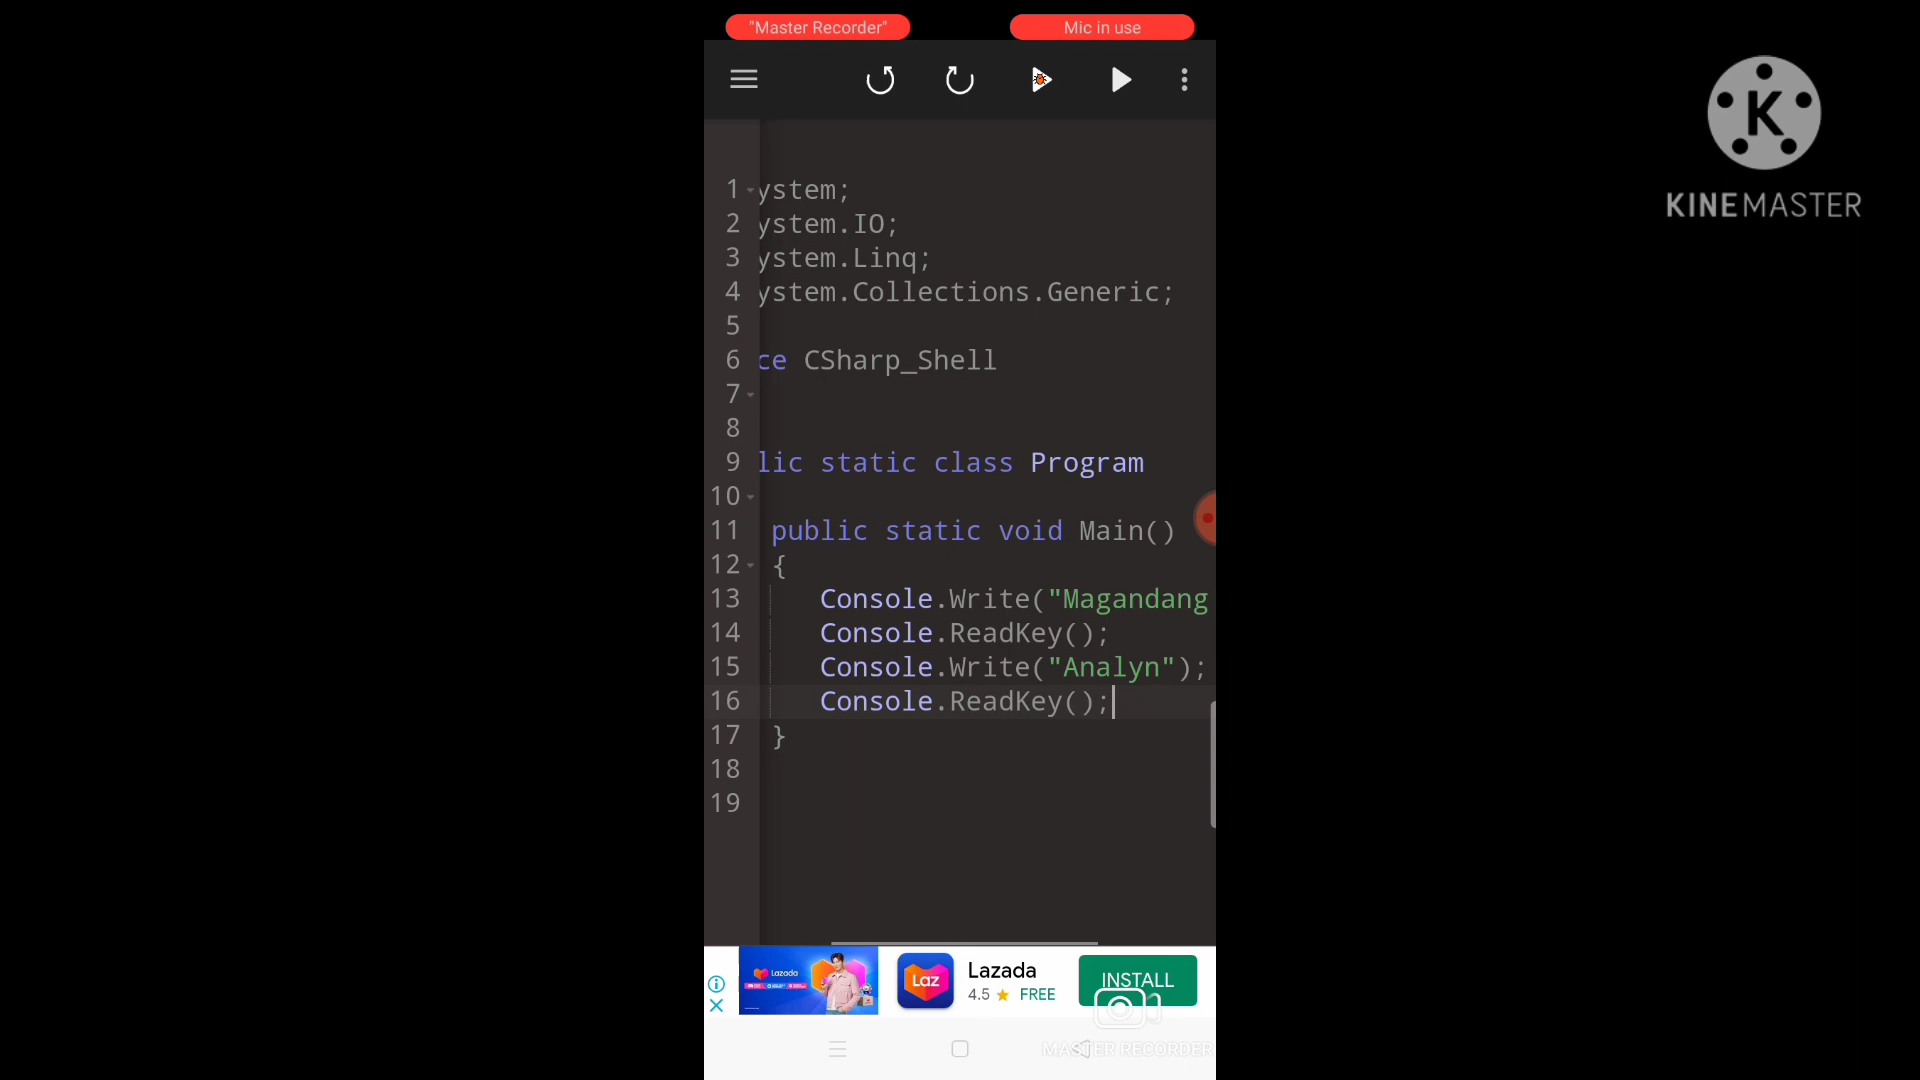 "Master Recorder"
Mic in use
K
KINEMASTER
1 ystem;
2 ystem.IO;
3 ystem.Linq;
4 ystem.Collections.Generic;
5
6 ce CSharp_Shell
7
8
9 lic static class Program
10
11 public static void Main()
12 {
13 Console.Write("Magandang
14 Console.ReadKey();
15 Console.Write("Analyn");
16 Console.ReadKey();
17 }
18
19
Lazada
Laz
Lazada
4.5 ★ FREE
INSTALL
MASTER RECORDER